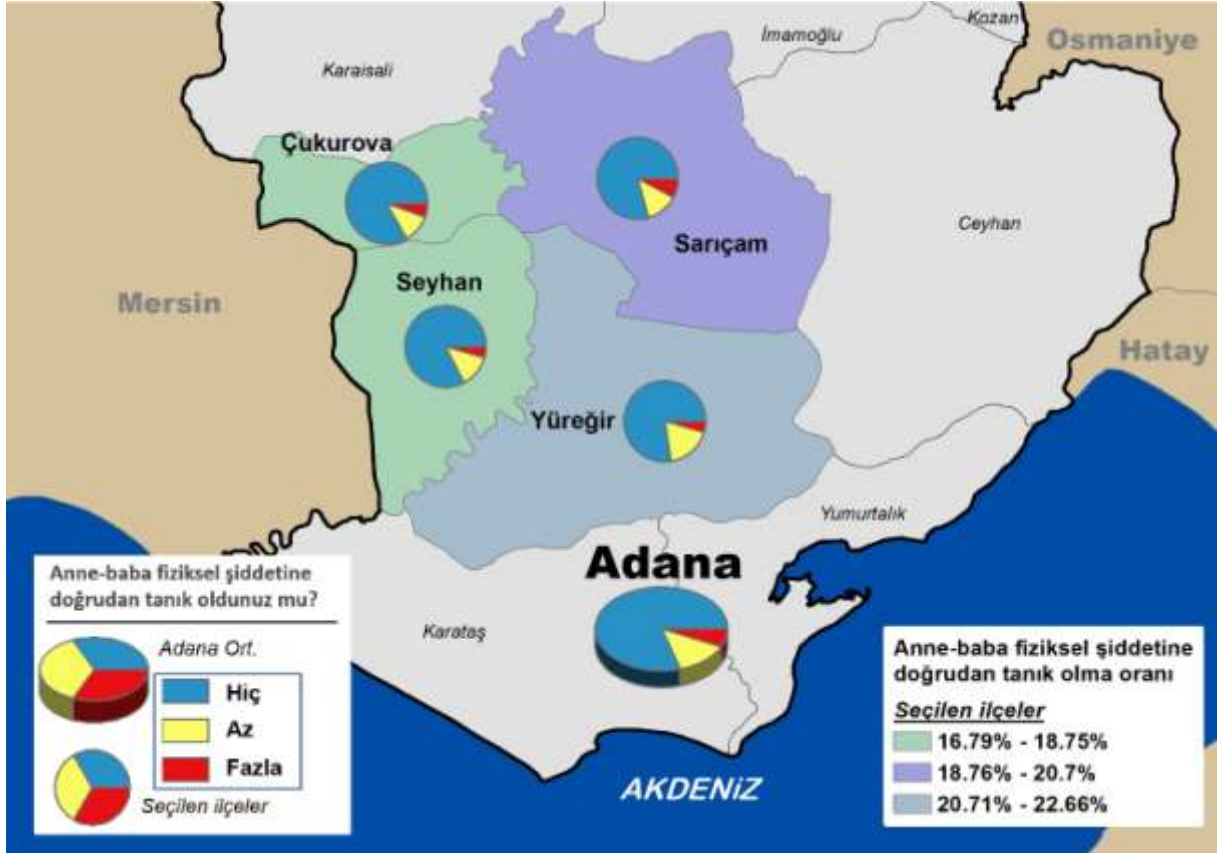 Kozan
İmamoğlu
Osmaniye
Karaisali
Çukurova
Sarıçam
Ceyhan
Seyhan
Mersin
Hatay
Yüreğir
Yumurtalık
Adana
Karataş
AKDENİZ
Anne-baba fiziksel şiddetine
doğrudan tanık oldunuz mu?
Adana Ort.
Hiç
Az
Fazla
Seçilen ilçeler
Anne-baba fiziksel şiddetine
doğrudan tanık olma oranı
Seçilen ilçeler
16.79% - 18.75%
18.76% - 20.7%
20.71% - 22.66%